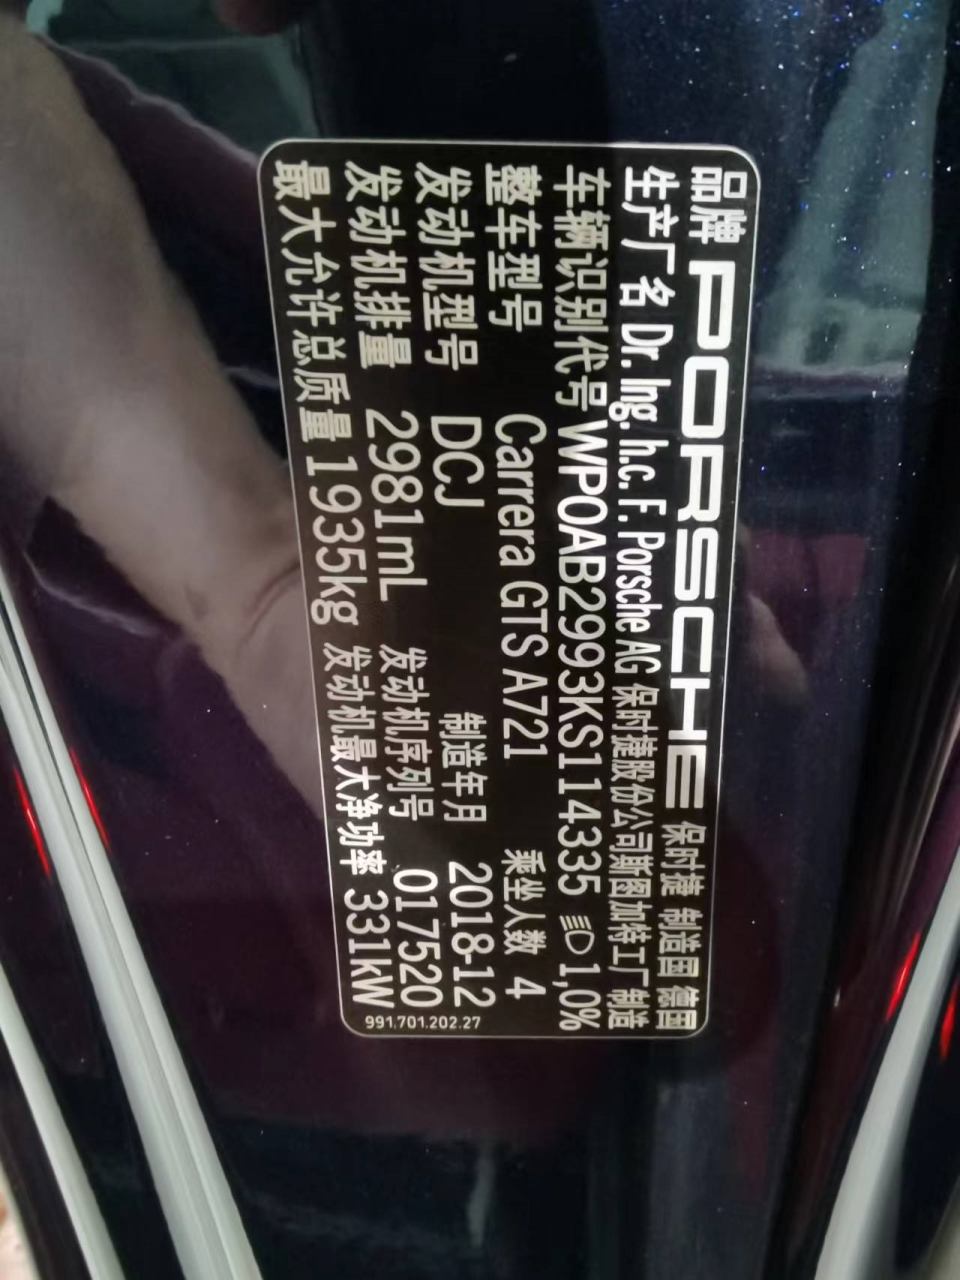 品牌 PORSCHE 保时捷 制造国 德国
生产厂名 Dr. Ing. h.c. F. Porsche AG 保时捷股份公司斯图加特工厂制造
车辆识别代号 WP0AB2993KS114335 1,0%
整车型号 Carrera GTS A721 乘坐人数 4
发动机型号 DCJ 制造年月 2018-12
发动机排量 2981mL 发动机序列号 017520
最大允许总质量 1935kg 发动机最大净功率 331kW
991.701.202.27